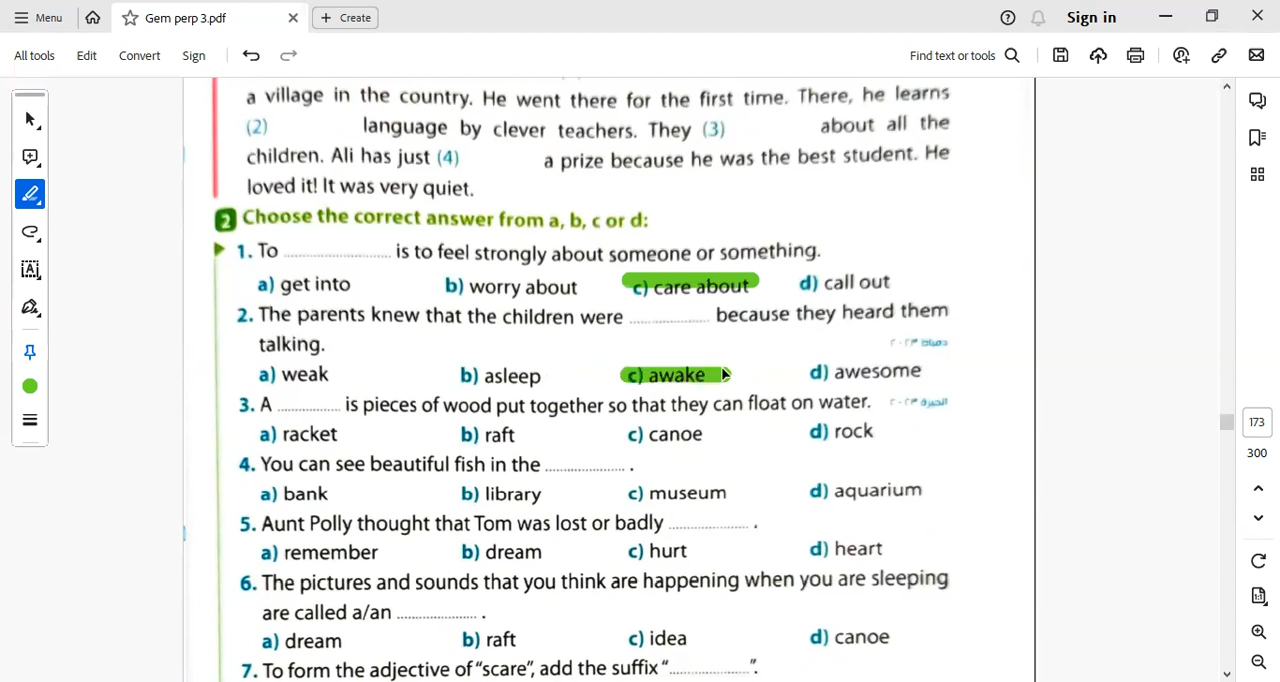 Menu
Gem perp 3.pdf
Create
Sign in
All tools Edit Convert Sign
Find text or tools
a village in the country. He went there for the first time. There, he learns
(2) language by clever teachers. They (3) about all the
children. Ali has just (4) a prize because he was the best student. He
loved it! It was very quiet.
2 Choose the correct answer from a, b, c or d:
1. To .................... is to feel strongly about someone or something.
a) get into b) worry about c) care about d) call out
2. The parents knew that the children were .................... because they heard them
talking.
a) weak b) asleep c) awake d) awesome
3. A .................... is pieces of wood put together so that they can float on water. الجيزة ٢٠٢٣
a) racket b) raft c) canoe d) rock
4. You can see beautiful fish in the .................... .
a) bank b) library c) museum d) aquarium
5. Aunt Polly thought that Tom was lost or badly .................... .
a) remember b) dream c) hurt d) heart
6. The pictures and sounds that you think are happening when you are sleeping
are called a/an .................... .
a) dream b) raft c) idea d) canoe
7. To form the adjective of “scare”, add the suffix “....................”.
173
300